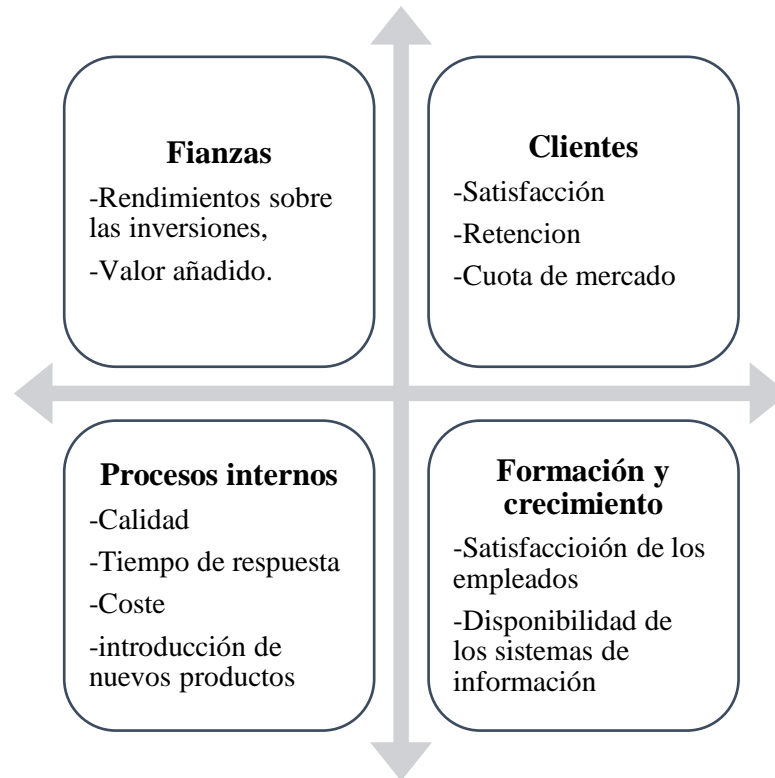 Fianzas
-Rendimientos sobre
las inversiones,
-Valor añadido.
Clientes
-Satisfacción
-Retencion
-Cuota de mercado
Procesos internos
-Calidad
-Tiempo de respuesta
-Coste
-introducción de
nuevos productos
Formación y
crecimiento
-Satisfaccioión de los
empleados
-Disponibilidad de
los sistemas de
información